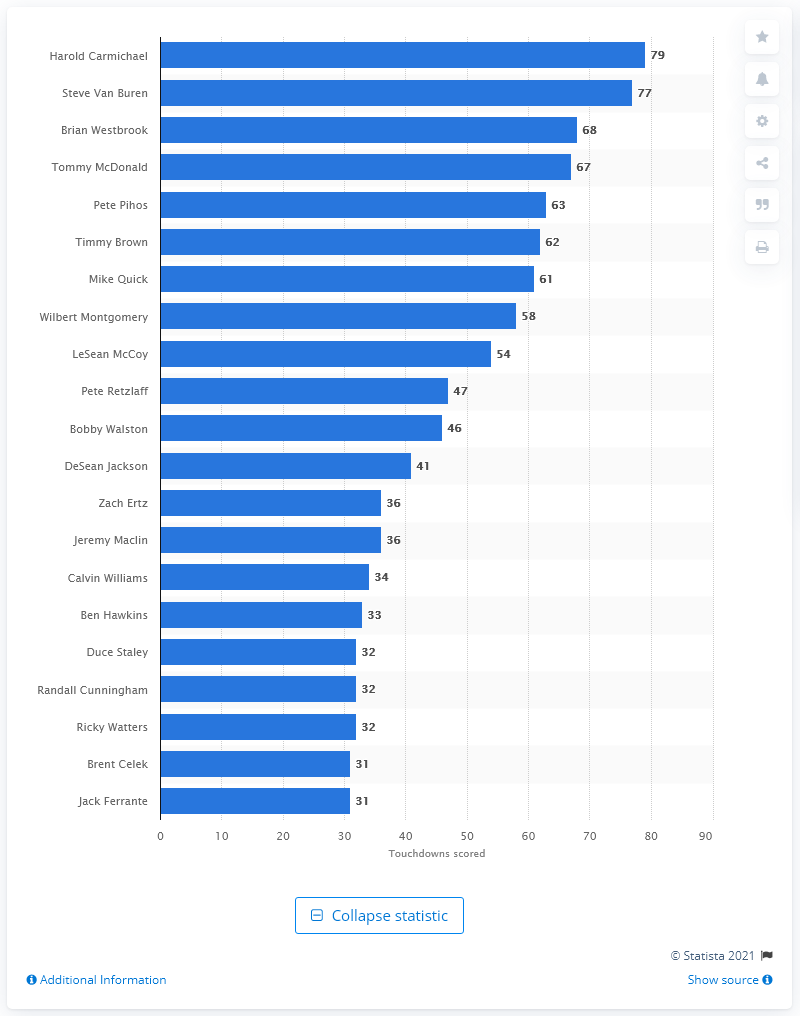 Harold Carmichael 79
Steve Van Buren 77
Brian Westbrook 68
Tommy McDonald 67
Pete Pihos 63
Timmy Brown 62
Mike Quick 61
Wilbert Montgomery 58
LeSean McCoy 54
Pete Retzlaff 47
Bobby Walston 46
DeSean Jackson 41
Zach Ertz 36
Jeremy Maclin 36
Calvin Williams 34
Ben Hawkins 33
Duce Staley 32
Randall Cunningham 32
Ricky Watters 32
Brent Celek 31
Jack Ferrante 31
0 10 20 30 40 50 60 70 80 90
Touchdowns scored
Collapse statistic
© Statista 2021
Additional Information Show source